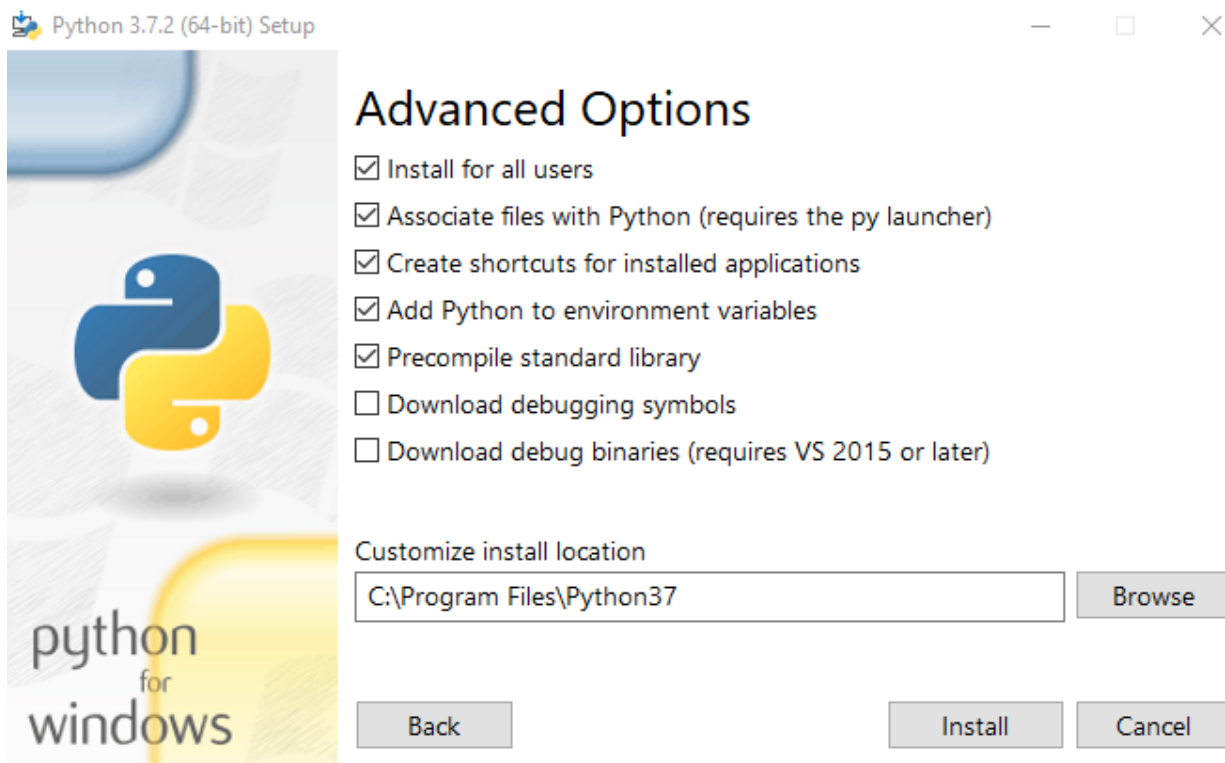 Python 3.7.2 (64-bit) Setup
Advanced Options
Install for all users
Associate files with Python (requires the py launcher)
Create shortcuts for installed applications
Add Python to environment variables
Precompile standard library
Download debugging symbols
Download debug binaries (requires VS 2015 or later)
Customize install location
C:\Program Files\Python37
Browse
python
for
windows
Back
Install
Cancel